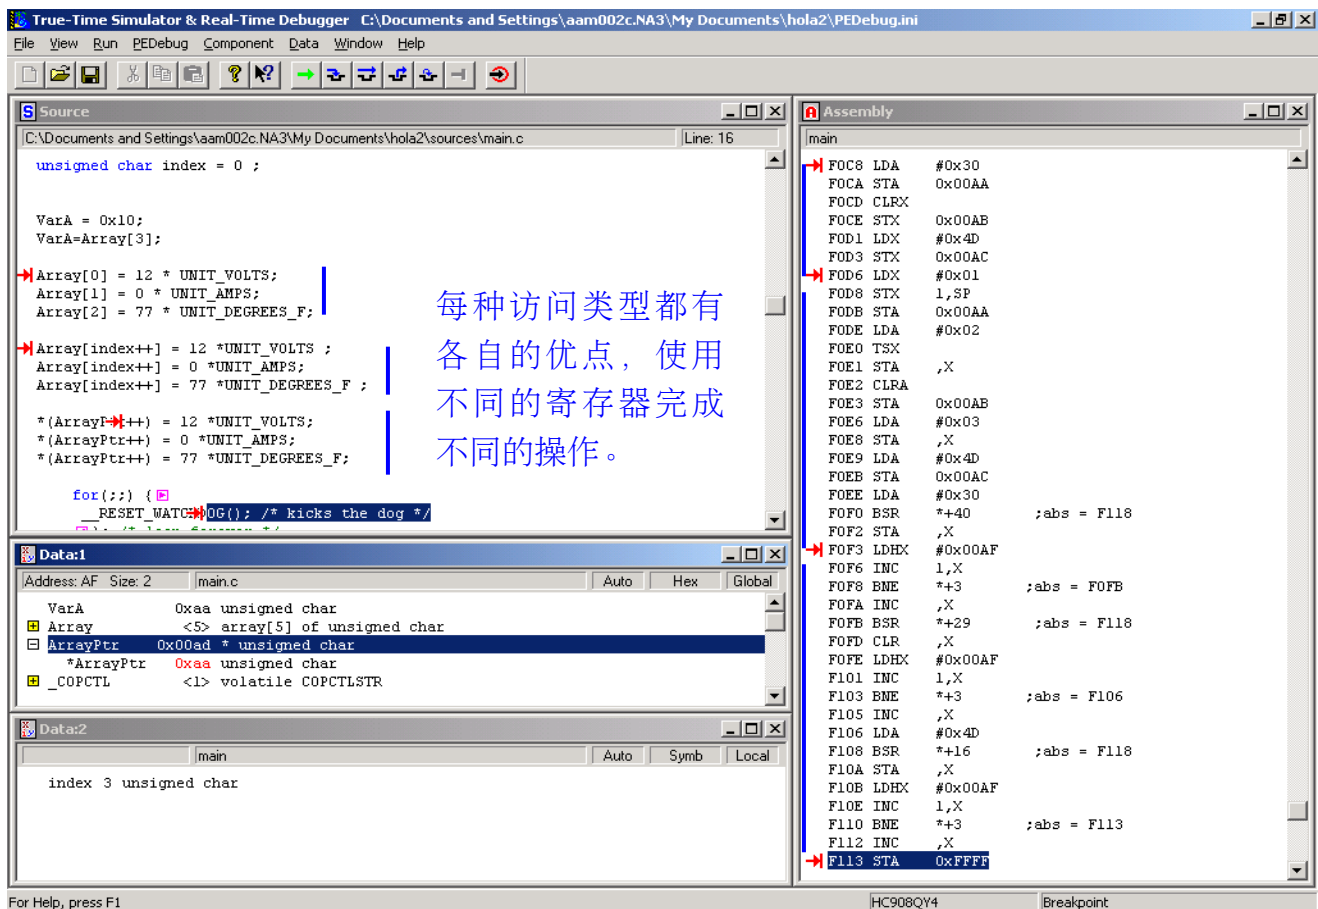 True-Time Simulator & Real-Time Debugger C:\Documents and Settings\aam002c.NA3\My Documents\hola2\PEDebug.ini
File View Run PEDebug Component Data Window Help
Source
C:\Documents and Settings\aam002c.NA3\My Documents\hola2\sources\main.c Line: 16
unsigned char index = 0 ;
VarA = 0x10;
VarA=Array[3];
Array[0] = 12 * UNIT_VOLTS;
Array[1] = 0 * UNIT_AMPS;
Array[2] = 77 * UNIT_DEGREES_F;
Array[index++] = 12 *UNIT_VOLTS ;
Array[index++] = 0 *UNIT_AMPS;
Array[index++] = 77 *UNIT_DEGREES_F ;
*(ArrayPtr++) = 12 *UNIT_VOLTS;
*(ArrayPtr++) = 0 *UNIT_AMPS;
*(ArrayPtr++) = 77 *UNIT_DEGREES_F;
for(;;) {
__RESET_WATCHDOG(); /* kicks the dog */
每种访问类型都有
各自的优点，使用
不同的寄存器完成
不同的操作。
Data:1
Address: AF Size: 2 main.c Auto Hex Global
VarA 0xaa unsigned char
Array <5> array[5] of unsigned char
ArrayPtr 0x00ad * unsigned char
*ArrayPtr 0xaa unsigned char
_COPCTL <1> volatile COPCTLSTR
Data:2
main Auto Symb Local
index 3 unsigned char
Assembly
main
F0C8 LDA #0x30
F0CA STA 0x00AA
F0CD CLRX
F0CE STX 0x00AB
F0D1 LDX #0x4D
F0D3 STX 0x00AC
F0D6 LDX #0x01
F0D8 STX 1,SP
F0DB STA 0x00AA
F0DE LDA #0x02
F0E0 TSX
F0E1 STA ,X
F0E2 CLRA
F0E3 STA 0x00AB
F0E6 LDA #0x03
F0E8 STA ,X
F0E9 LDA #0x4D
F0EB STA 0x00AC
F0EE LDA #0x30
F0F0 BSR *+40 ;abs = F118
F0F2 STA ,X
F0F3 LDHX #0x00AF
F0F6 INC 1,X
F0F8 BNE *+3 ;abs = F0FB
F0FA INC ,X
F0FB BSR *+29 ;abs = F118
F0FD CLR ,X
F0FE LDHX #0x00AF
F101 INC 1,X
F103 BNE *+3 ;abs = F106
F105 INC ,X
F106 LDA #0x4D
F108 BSR *+16 ;abs = F118
F10A STA ,X
F10B LDHX #0x00AF
F10E INC 1,X
F110 BNE *+3 ;abs = F113
F112 INC ,X
F113 STA 0xFFFF
For Help, press F1 HC908QY4 Breakpoint